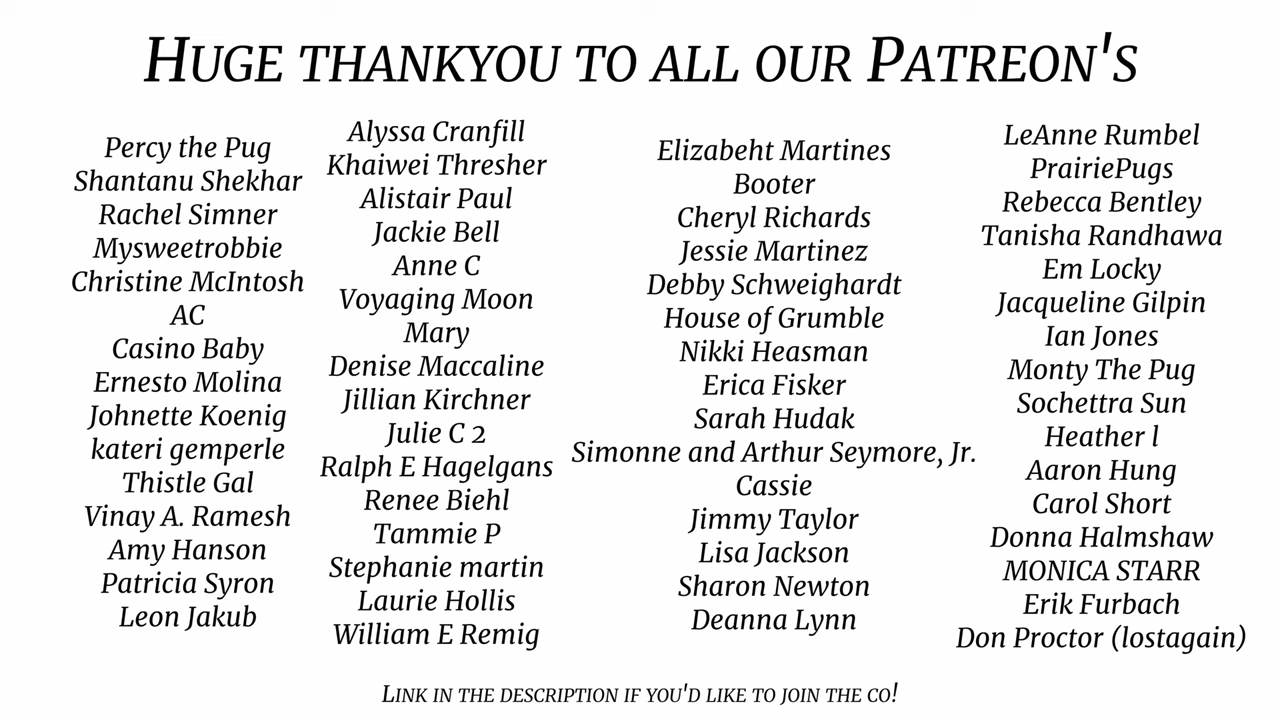 Huge thankyou to all our Patreon's
Percy the Pug
Shantanu Shekhar
Rachel Simner
Mysweetrobbie
Christine McIntosh
AC
Casino Baby
Ernesto Molina
Johnette Koenig
kateri gemperle
Thistle Gal
Vinay A. Ramesh
Amy Hanson
Patricia Syron
Leon Jakub
Alyssa Cranfill
Khaiwei Thresher
Alistair Paul
Jackie Bell
Anne C
Voyaging Moon
Mary
Denise Maccaline
Jillian Kirchner
Julie C 2
Ralph E Hagelgans
Renee Biehl
Tammie P
Stephanie martin
Laurie Hollis
William E Remig
Elizabeht Martines
Booter
Cheryl Richards
Jessie Martinez
Debby Schweighardt
House of Grumble
Nikki Heasman
Erica Fisker
Sarah Hudak
Simonne and Arthur Seymore, Jr.
Cassie
Jimmy Taylor
Lisa Jackson
Sharon Newton
Deanna Lynn
LeAnne Rumbel
PrairiePugs
Rebecca Bentley
Tanisha Randhawa
Em Locky
Jacqueline Gilpin
Ian Jones
Monty The Pug
Sochettra Sun
Heather l
Aaron Hung
Carol Short
Donna Halmshaw
MONICA STARR
Erik Furbach
Don Proctor (lostagain)
Link in the description if you'd like to join the co!